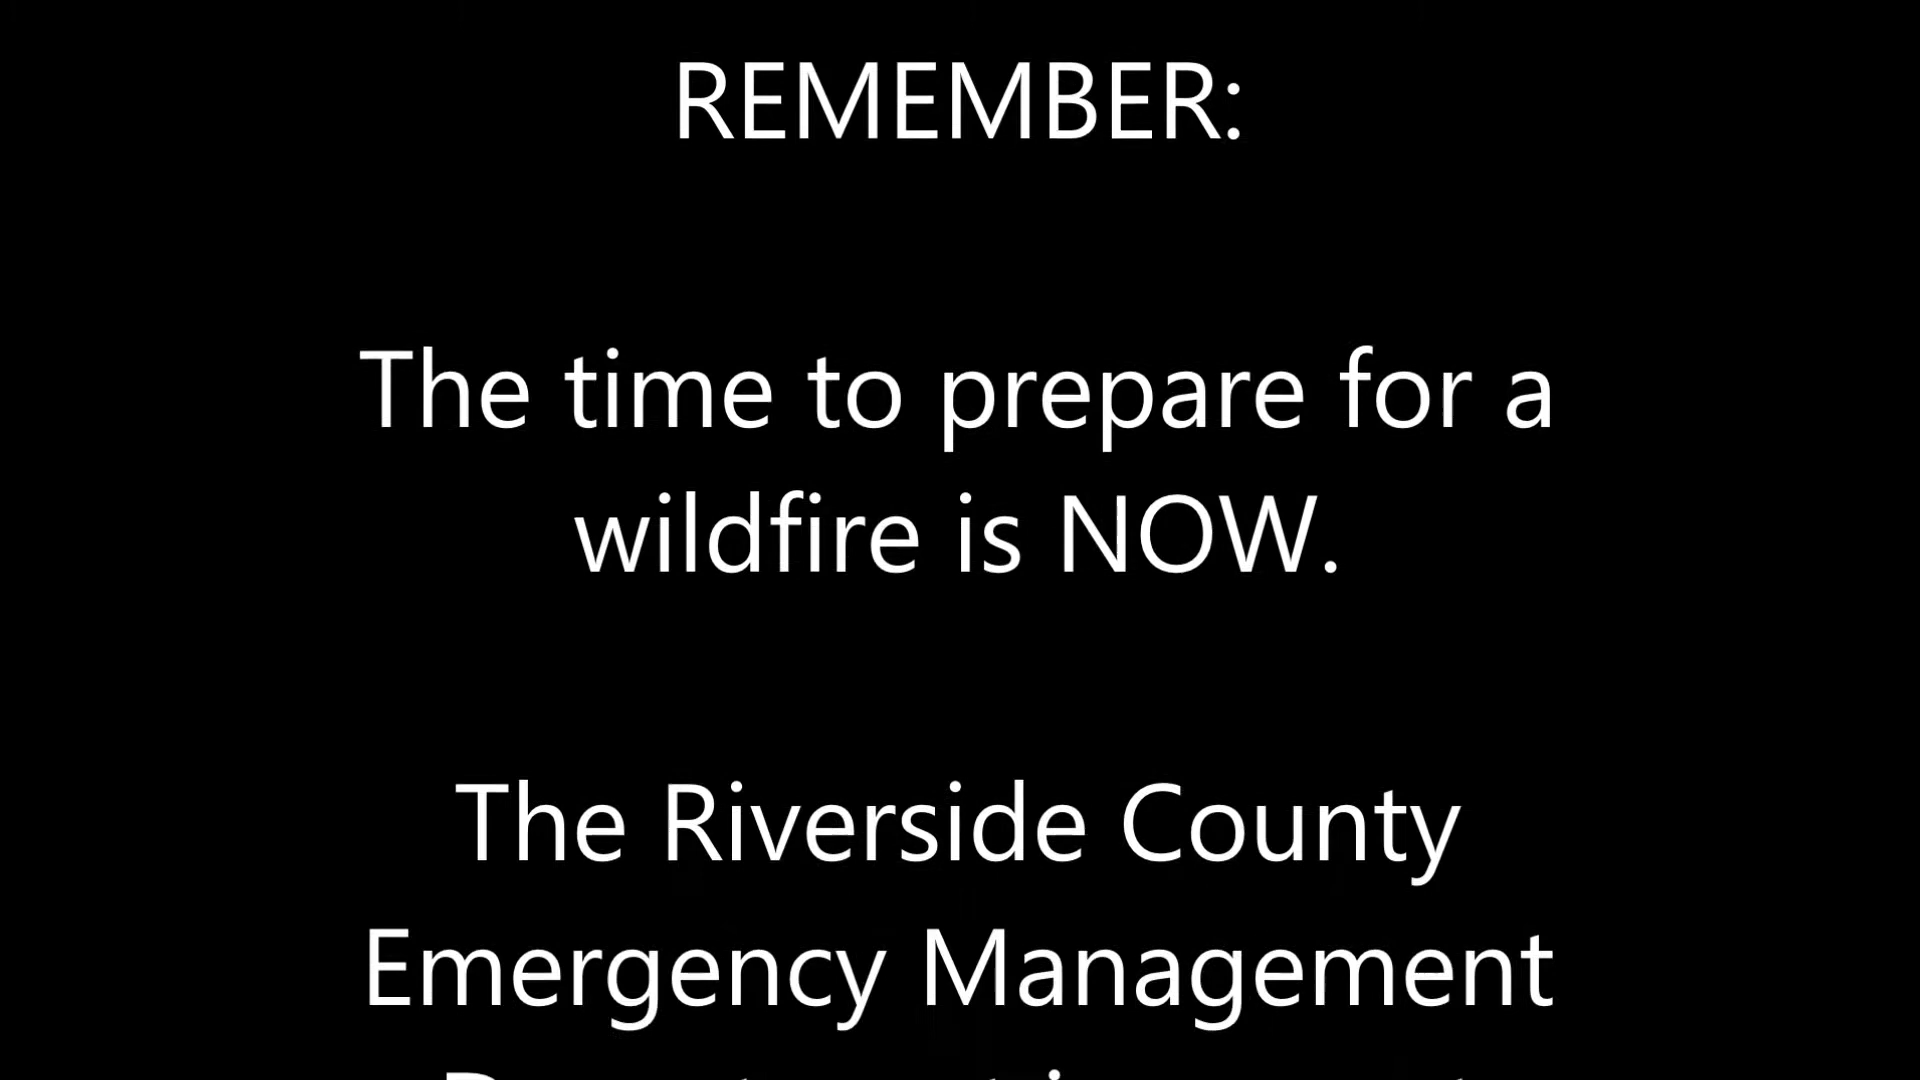 REMEMBER:
The time to prepare for a
wildfire is NOW.
The Riverside County
Emergency Management